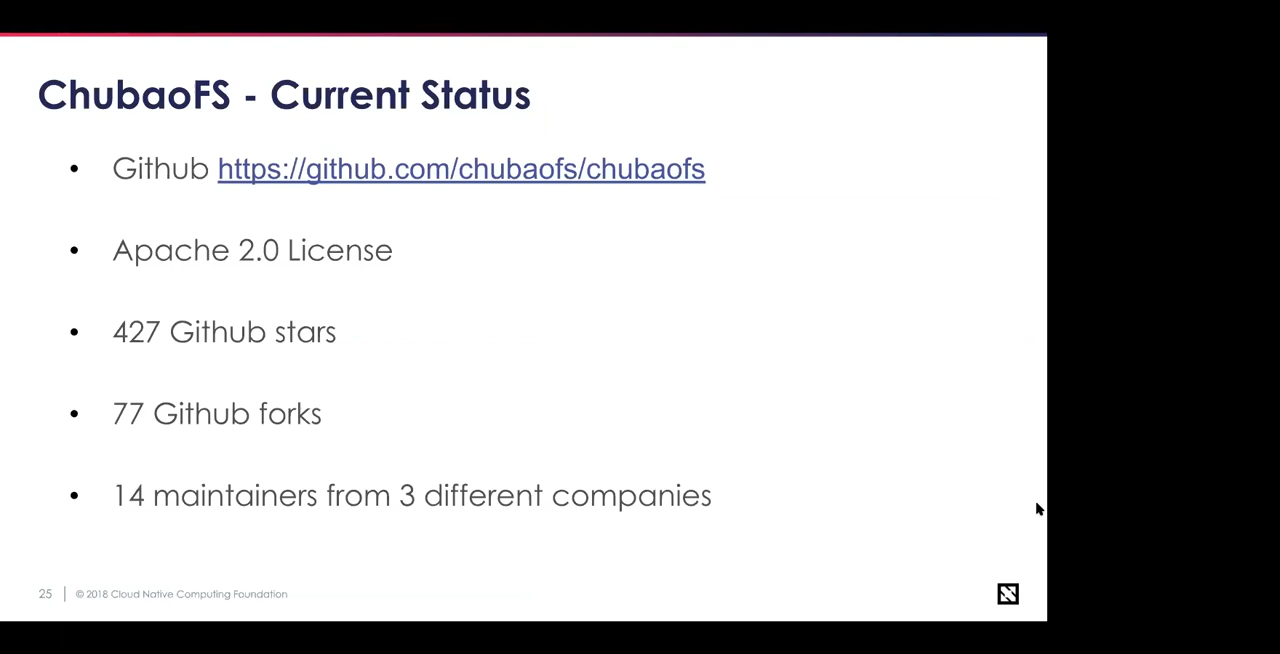 ChubaoFS - Current Status
• Github https://github.com/chubaofs/chubaofs
• Apache 2.0 License
• 427 Github stars
• 77 Github forks
• 14 maintainers from 3 different companies
25 | © 2018 Cloud Native Computing Foundation